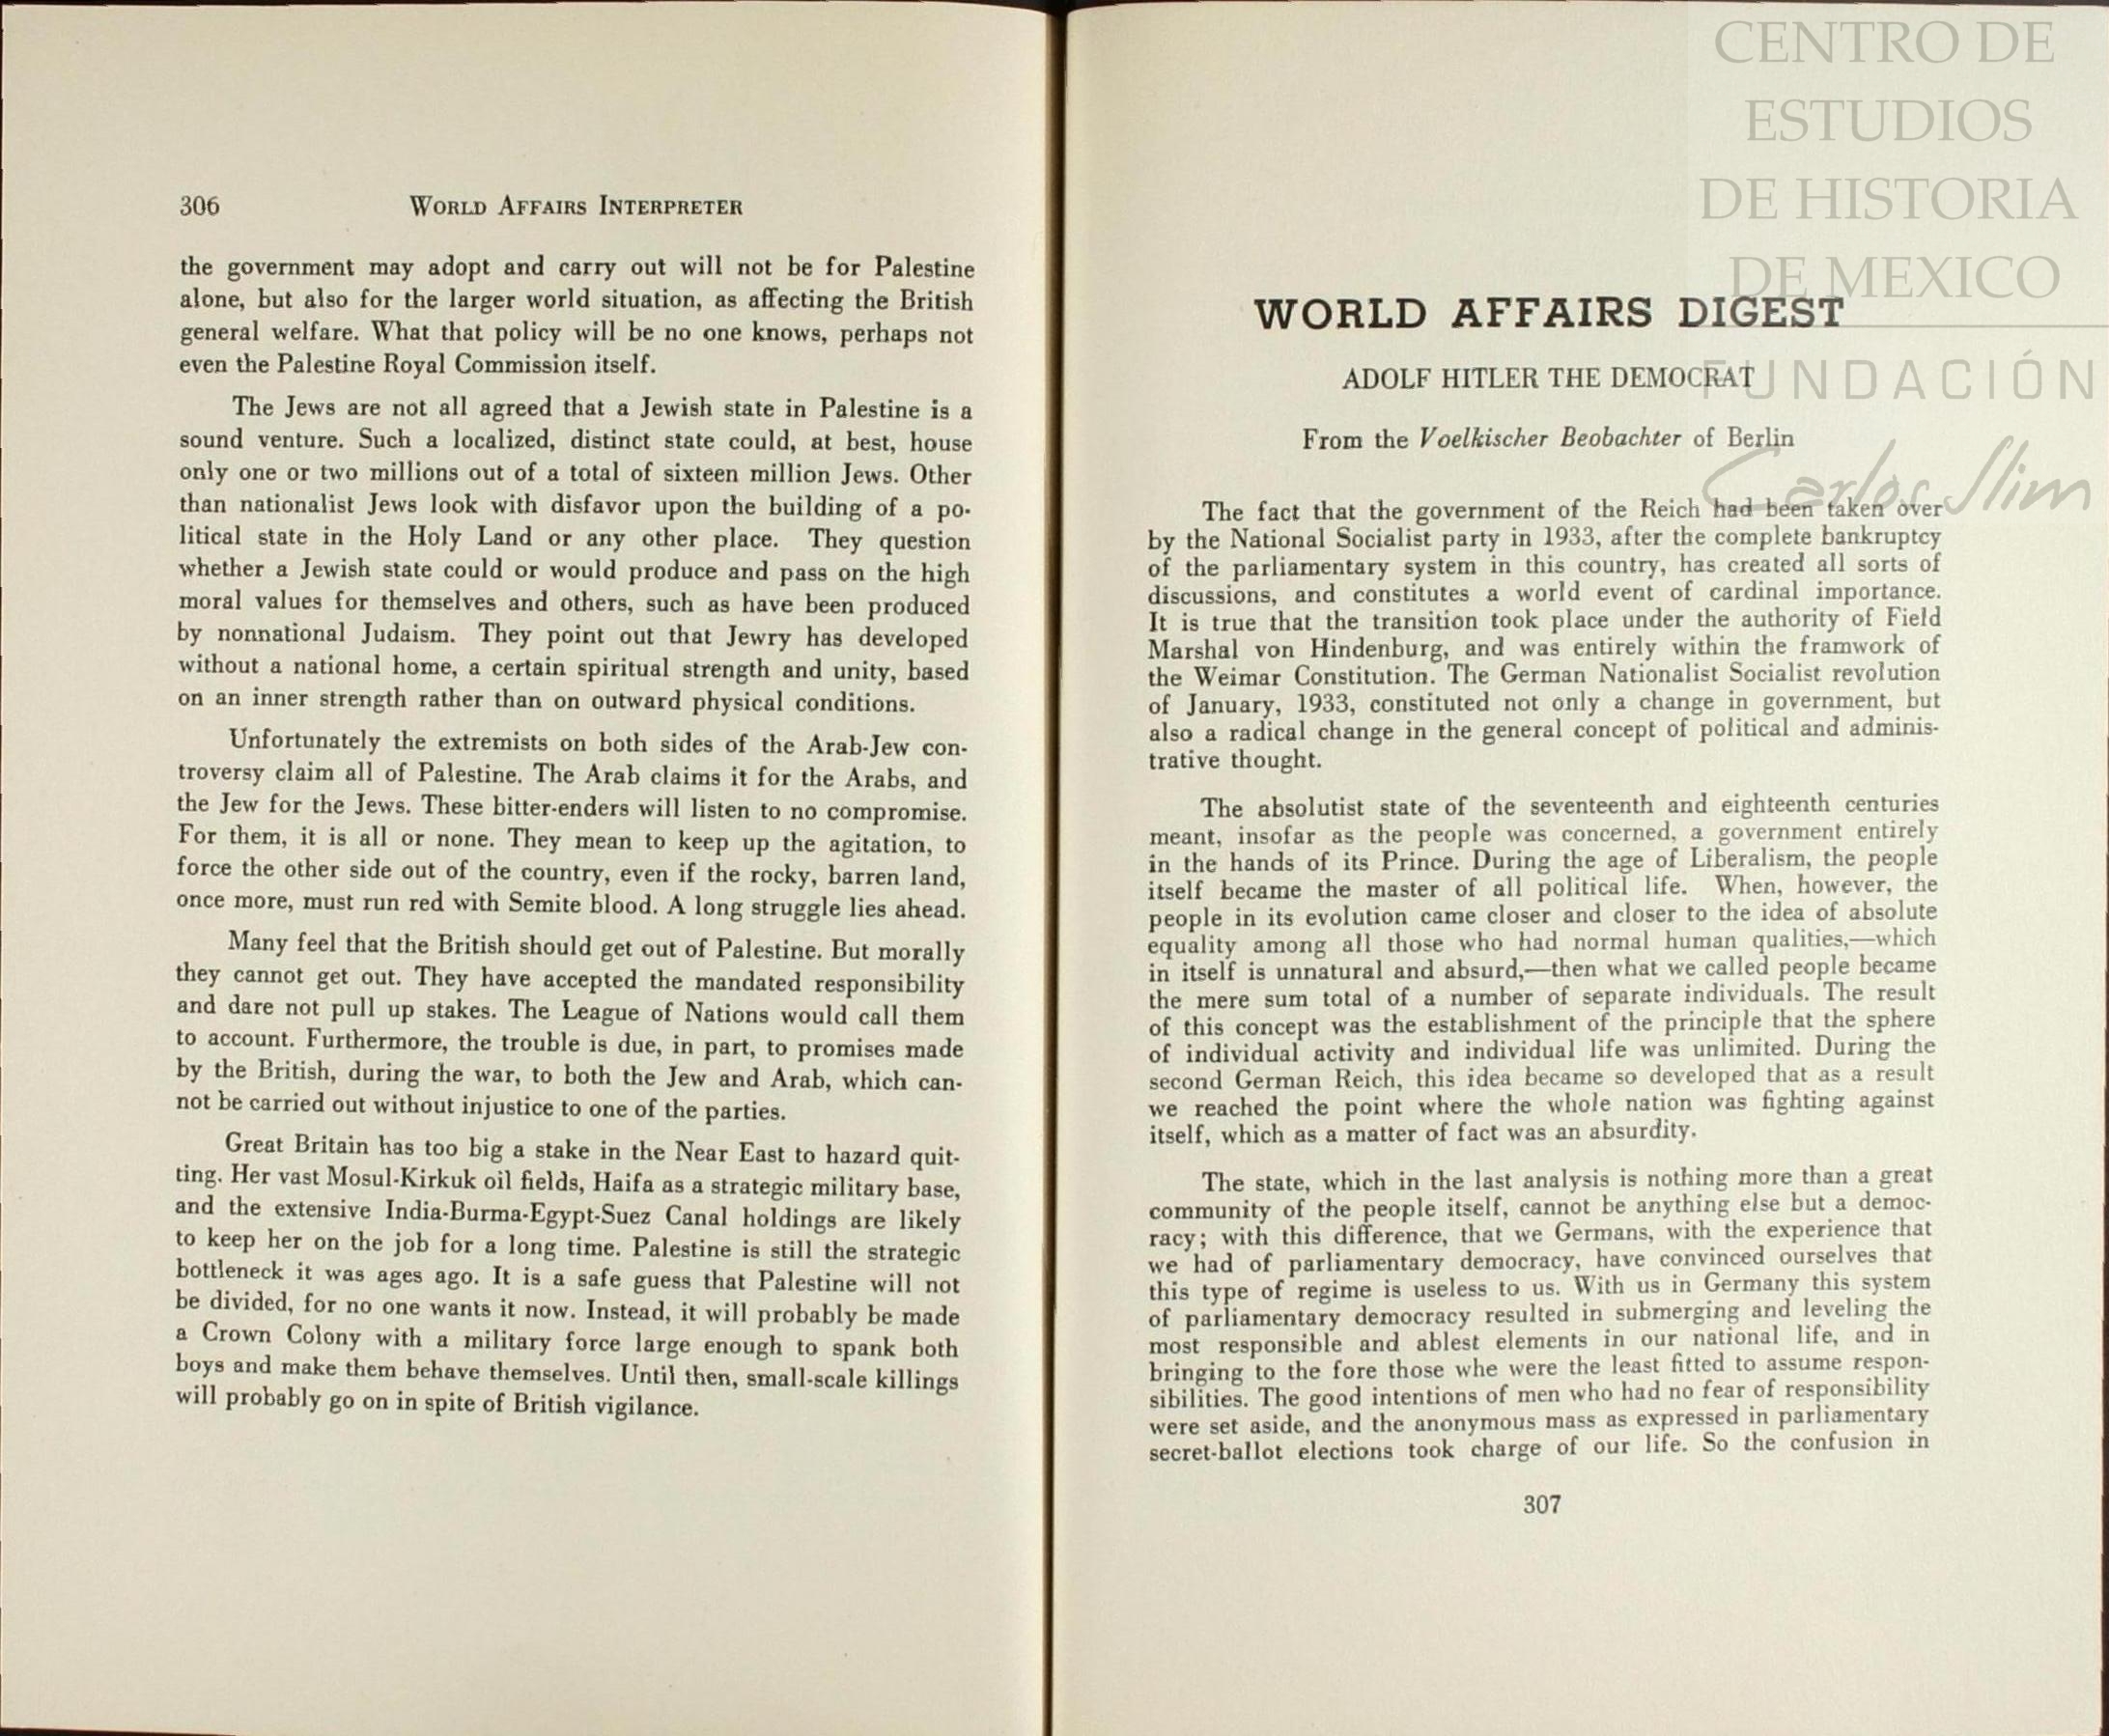 306 WORLD AFFAIRS INTERPRETER
the government may adopt and carry out will not be for Palestine
alone, but also for the larger world situation, as affecting the British
general welfare. What that policy will be no one knows, perhaps not
even the Palestine Royal Commission itself.
The Jews are not all agreed that a Jewish state in Palestine is a
sound venture. Such a localized, distinct state could, at best, house
only one or two millions out of a total of sixteen million Jews. Other
than nationalist Jews look with disfavor upon the building of a po-
litical state in the Holy Land or any other place. They question
whether a Jewish state could or would produce and pass on the high
moral values for themselves and others, such as have been produced
by nonnational Judaism. They point out that Jewry has developed
without a national home, a certain spiritual strength and unity, based
on an inner strength rather than on outward physical conditions.
Unfortunately the extremists on both sides of the Arab-Jew con-
troversy claim all of Palestine. The Arab claims it for the Arabs, and
the Jew for the Jews. These bitter-enders will listen to no compromise.
For them, it is all or none. They mean to keep up the agitation, to
force the other side out of the country, even if the rocky, barren land,
once more, must run red with Semite blood. A long struggle lies ahead.
Many feel that the British should get out of Palestine. But morally
they cannot get out. They have accepted the mandated responsibility
and dare not pull up stakes. The League of Nations would call them
to account. Furthermore, the trouble is due, in part, to promises made
by the British, during the war, to both the Jew and Arab, which can-
not be carried out without injustice to one of the parties.
Great Britain has too big a stake in the Near East to hazard quit-
ting. Her vast Mosul-Kirkuk oil fields, Haifa as a strategic military base,
and the extensive India-Burma-Egypt-Suez Canal holdings are likely
to keep her on the job for a long time. Palestine is still the strategic
bottleneck it was ages ago. It is a safe guess that Palestine will not
be divided, for no one wants it now. Instead, it will probably be made
a Crown Colony with a military force large enough to spank both
boys and make them behave themselves. Until then, small-scale killings
will probably go on in spite of British vigilance.
CENTRO DE
ESTUDIOS
DE HISTORIA
DE MEXICO
FUNDACIÓN
Carlos Slim
WORLD AFFAIRS DIGEST
ADOLF HITLER THE DEMOCRAT
From the Voelkischer Beobachter of Berlin
The fact that the government of the Reich had been taken over
by the National Socialist party in 1933, after the complete bankruptcy
of the parliamentary system in this country, has created all sorts of
discussions, and constitutes a world event of cardinal importance.
It is true that the transition took place under the authority of Field
Marshal von Hindenburg, and was entirely within the framwork of
the Weimar Constitution. The German Nationalist Socialist revolution
of January, 1933, constituted not only a change in government, but
also a radical change in the general concept of political and adminis-
trative thought.
The absolutist state of the seventeenth and eighteenth centuries
meant, insofar as the people was concerned, a government entirely
in the hands of its Prince. During the age of Liberalism, the people
itself became the master of all political life. When, however, the
people in its evolution came closer and closer to the idea of absolute
equality among all those who had normal human qualities,—which
in itself is unnatural and absurd,—then what we called people became
the mere sum total of a number of separate individuals. The result
of this concept was the establishment of the principle that the sphere
of individual activity and individual life was unlimited. During the
second German Reich, this idea became so developed that as a result
we reached the point where the whole nation was fighting against
itself, which as a matter of fact was an absurdity.
The state, which in the last analysis is nothing more than a great
community of the people itself, cannot be anything else but a democ-
racy; with this difference, that we Germans, with the experience that
we had of parliamentary democracy, have convinced ourselves that
this type of regime is useless to us. With us in Germany this system
of parliamentary democracy resulted in submerging and leveling the
most responsible and ablest elements in our national life, and in
bringing to the fore those whe were the least fitted to assume respon-
sibilities. The good intentions of men who had no fear of responsibility
were set aside, and the anonymous mass as expressed in parliamentary
secret-ballot elections took charge of our life. So the confusion in
307